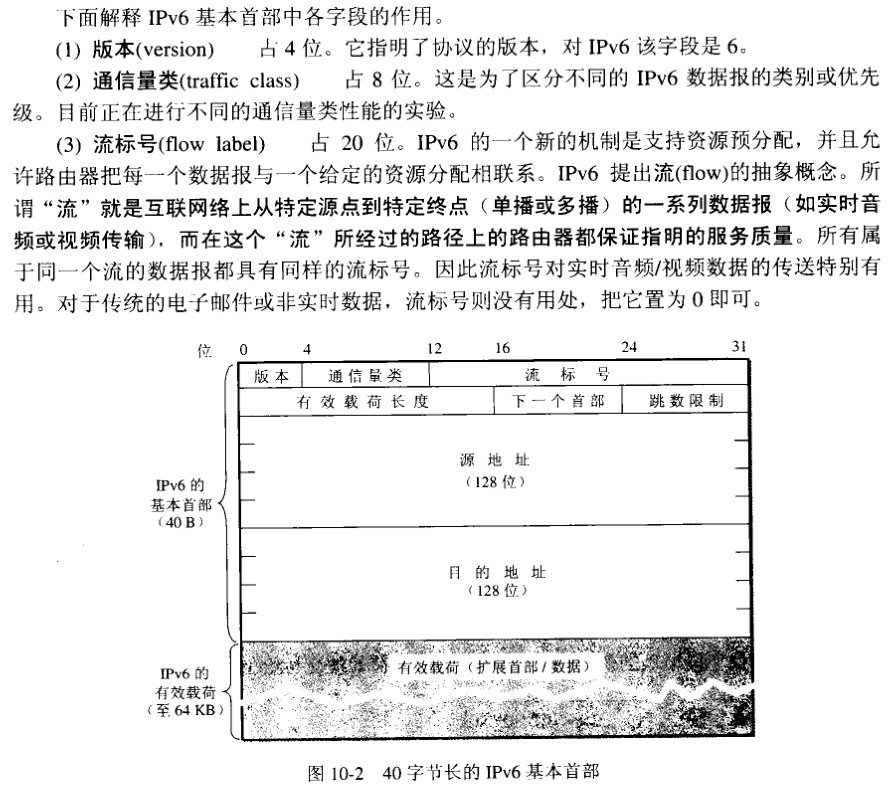 下面解释 IPv6 基本首部中各字段的作用。
(1) 版本(version)  占 4 位。它指明了协议的版本，对 IPv6 该字段是 6。
(2) 通信量类(traffic class)  占 8 位。这是为了区分不同的 IPv6 数据报的类别或优先
级。目前正在进行不同的通信量类性能的实验。
(3) 流标号(flow label)  占 20 位。IPv6 的一个新的机制是支持资源预分配，并且允
许路由器把每一个数据报与一个给定的资源分配相联系。IPv6 提出流(flow)的抽象概念。所
谓“流”就是互联网络上从特定源点到特定终点（单播或多播）的一系列数据报（如实时音
频或视频传输），而在这个“流”所经过的路径上的路由器都保证指明的服务质量。所有属
于同一个流的数据报都具有同样的流标号。因此流标号对实时音频/视频数据的传送特别有
用。对于传统的电子邮件或非实时数据，流标号则没有用处，把它置为 0 即可。
位 0 4 12 16 24 31
版本 通信量类 流标号
有效载荷长度 下一个首部 跳数限制
源地址
（128 位）
IPv6 的
基本首部
（40 B）
目的地址
（128 位）
有效载荷（扩展首部 / 数据）
IPv6 的
有效载荷
（至 64 KB）
图 10-2 40 字节长的 IPv6 基本首部